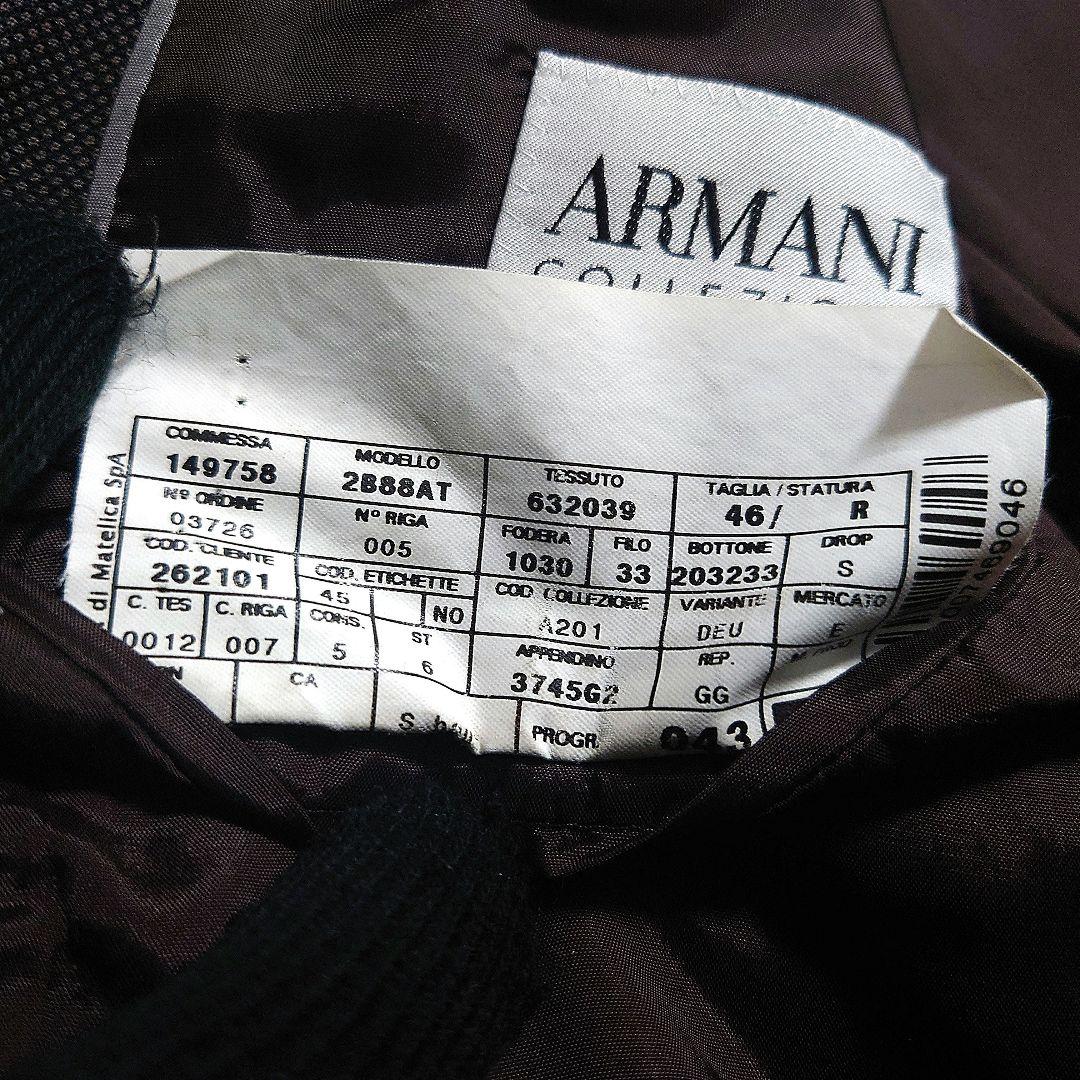 ARMANI
di Matelica SpA
COMMESSA MODELLO TESSUTO TAGLIA / STATURA
149758 2B88AT 632039 46/ R
Nº ORDINE Nº RIGA FODERA FILO BOTTONE DROP
03726 005 1030 33 203233 S
COD. CLIENTE COD. ETICHETTE COD COLLEZIONE VARIANTE MERCATO
262101 45 NO A201 DEU E
C. TES C. RIGA CONS. ST APPENDINO REP.
0012 007 5 6 3745G2 GG
CA
PROGR. 043